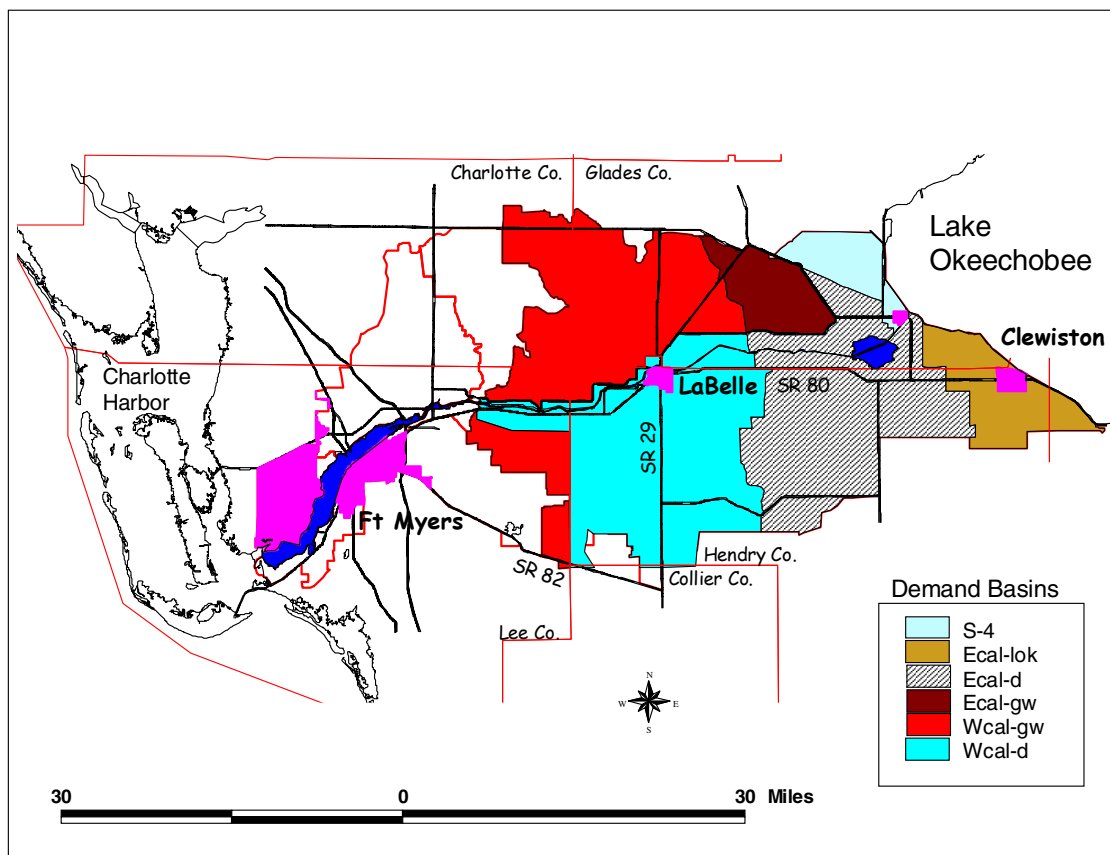 Charlotte Co.
Glades Co.
Lake
Okeechobee
Clewiston
Charlotte
Harbor
LaBelle
SR 80
SR 29
Ft Myers
SR 82
Hendry Co.
Collier Co.
Lee Co.
N
W
E
S
Demand Basins
S-4
Ecal-lok
Ecal-d
Ecal-gw
Wcal-gw
Wcal-d
30
0
30 Miles